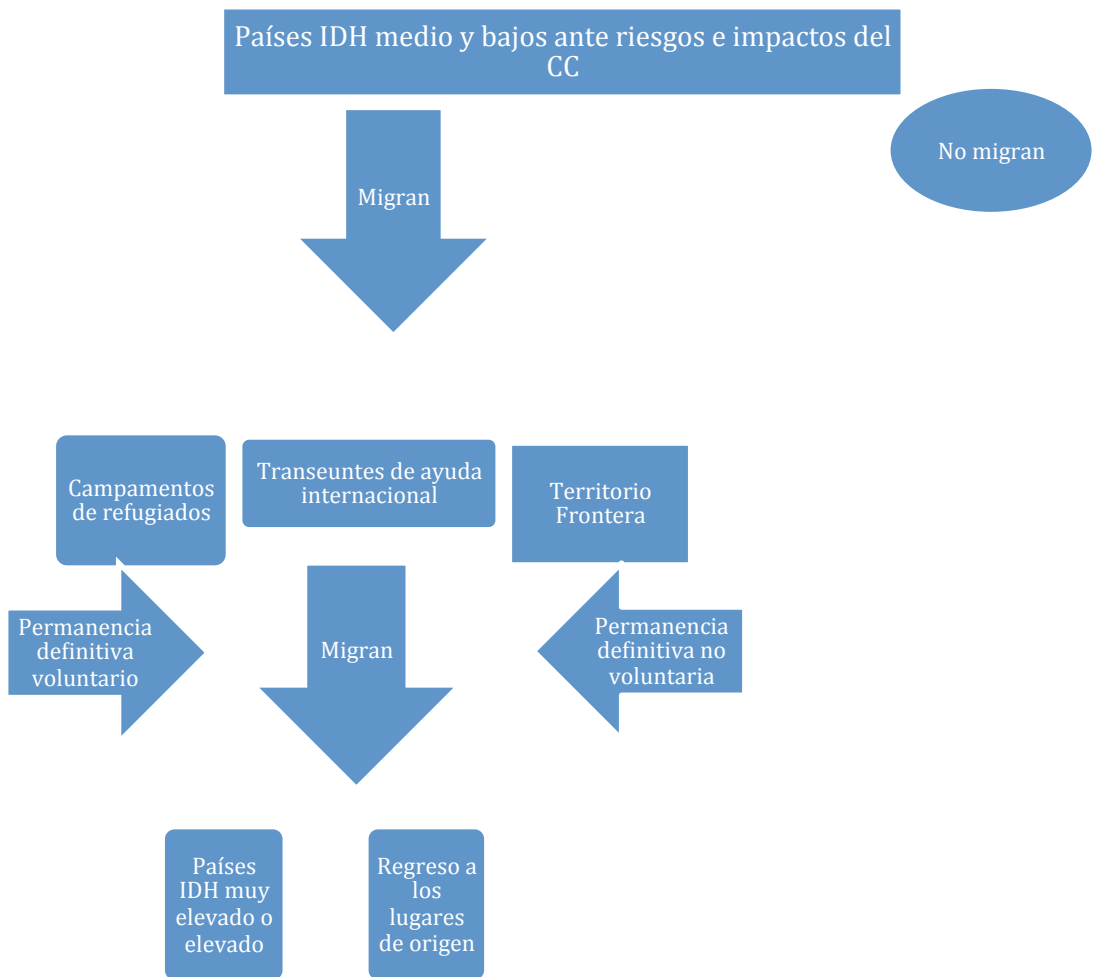 Países IDH medio y bajos ante riesgos e impactos del
CC
No migran
Migran
Campamentos
de refugiados
Transeuntes de ayuda
internacional
Territorio
Frontera
Permanencia
definitiva
voluntario
Migran
Permanencia
definitiva no
voluntaria
Países
IDH muy
elevado o
elevado
Regreso a
los
lugares
de origen